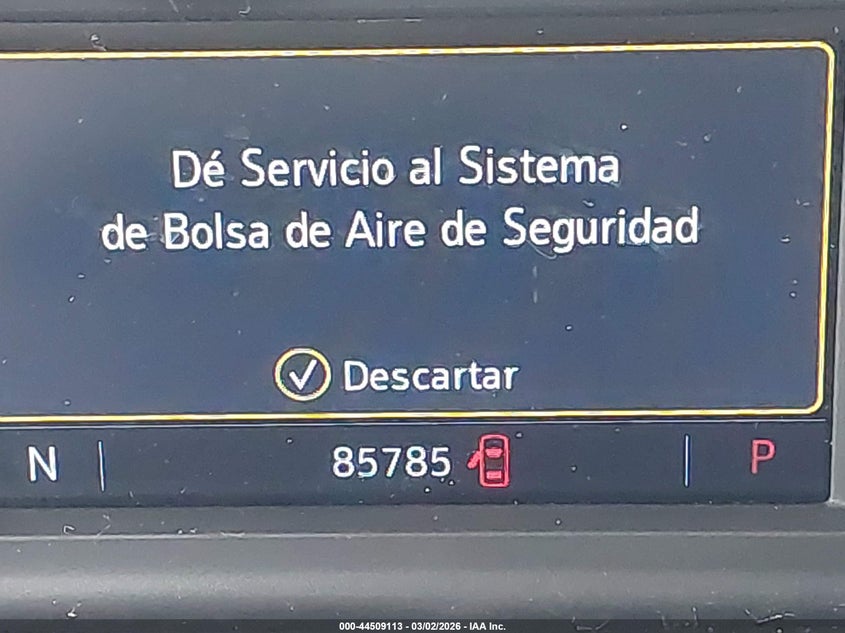 Dé Servicio al Sistema
de Bolsa de Aire de Seguridad
Descartar
N 85785 P
000-44509113 - 03/02/2026 - IAA Inc.